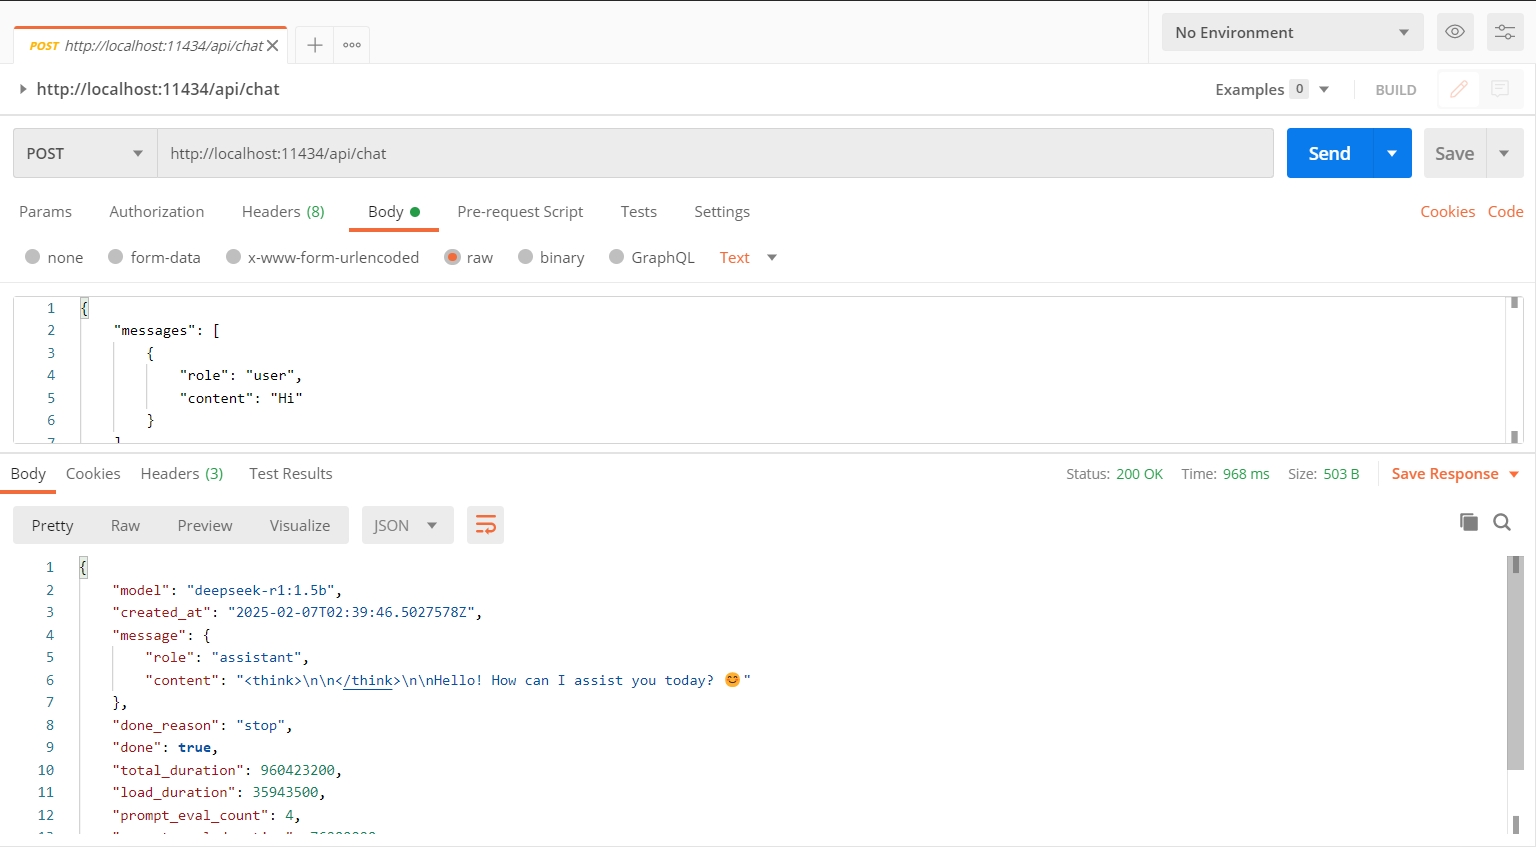 POST http://localhost:11434/api/chat
No Environment
http://localhost:11434/api/chat
Examples 0 BUILD
POST http://localhost:11434/api/chat Send Save
Params Authorization Headers (8) Body Pre-request Script Tests Settings Cookies Code
none form-data x-www-form-urlencoded raw binary GraphQL Text
1 {
2 "messages": [
3 {
4 "role": "user",
5 "content": "Hi"
6 }
7 ]
Body Cookies Headers (3) Test Results Status: 200 OK Time: 968 ms Size: 503 B Save Response
Pretty Raw Preview Visualize JSON
1 {
2 "model": "deepseek-r1:1.5b",
3 "created_at": "2025-02-07T02:39:46.5027578Z",
4 "message": {
5 "role": "assistant",
6 "content": "<think>\n\n</think>\n\nHello! How can I assist you today? 😊"
7 },
8 "done_reason": "stop",
9 "done": true,
10 "total_duration": 960423200,
11 "load_duration": 35943500,
12 "prompt_eval_count": 4,